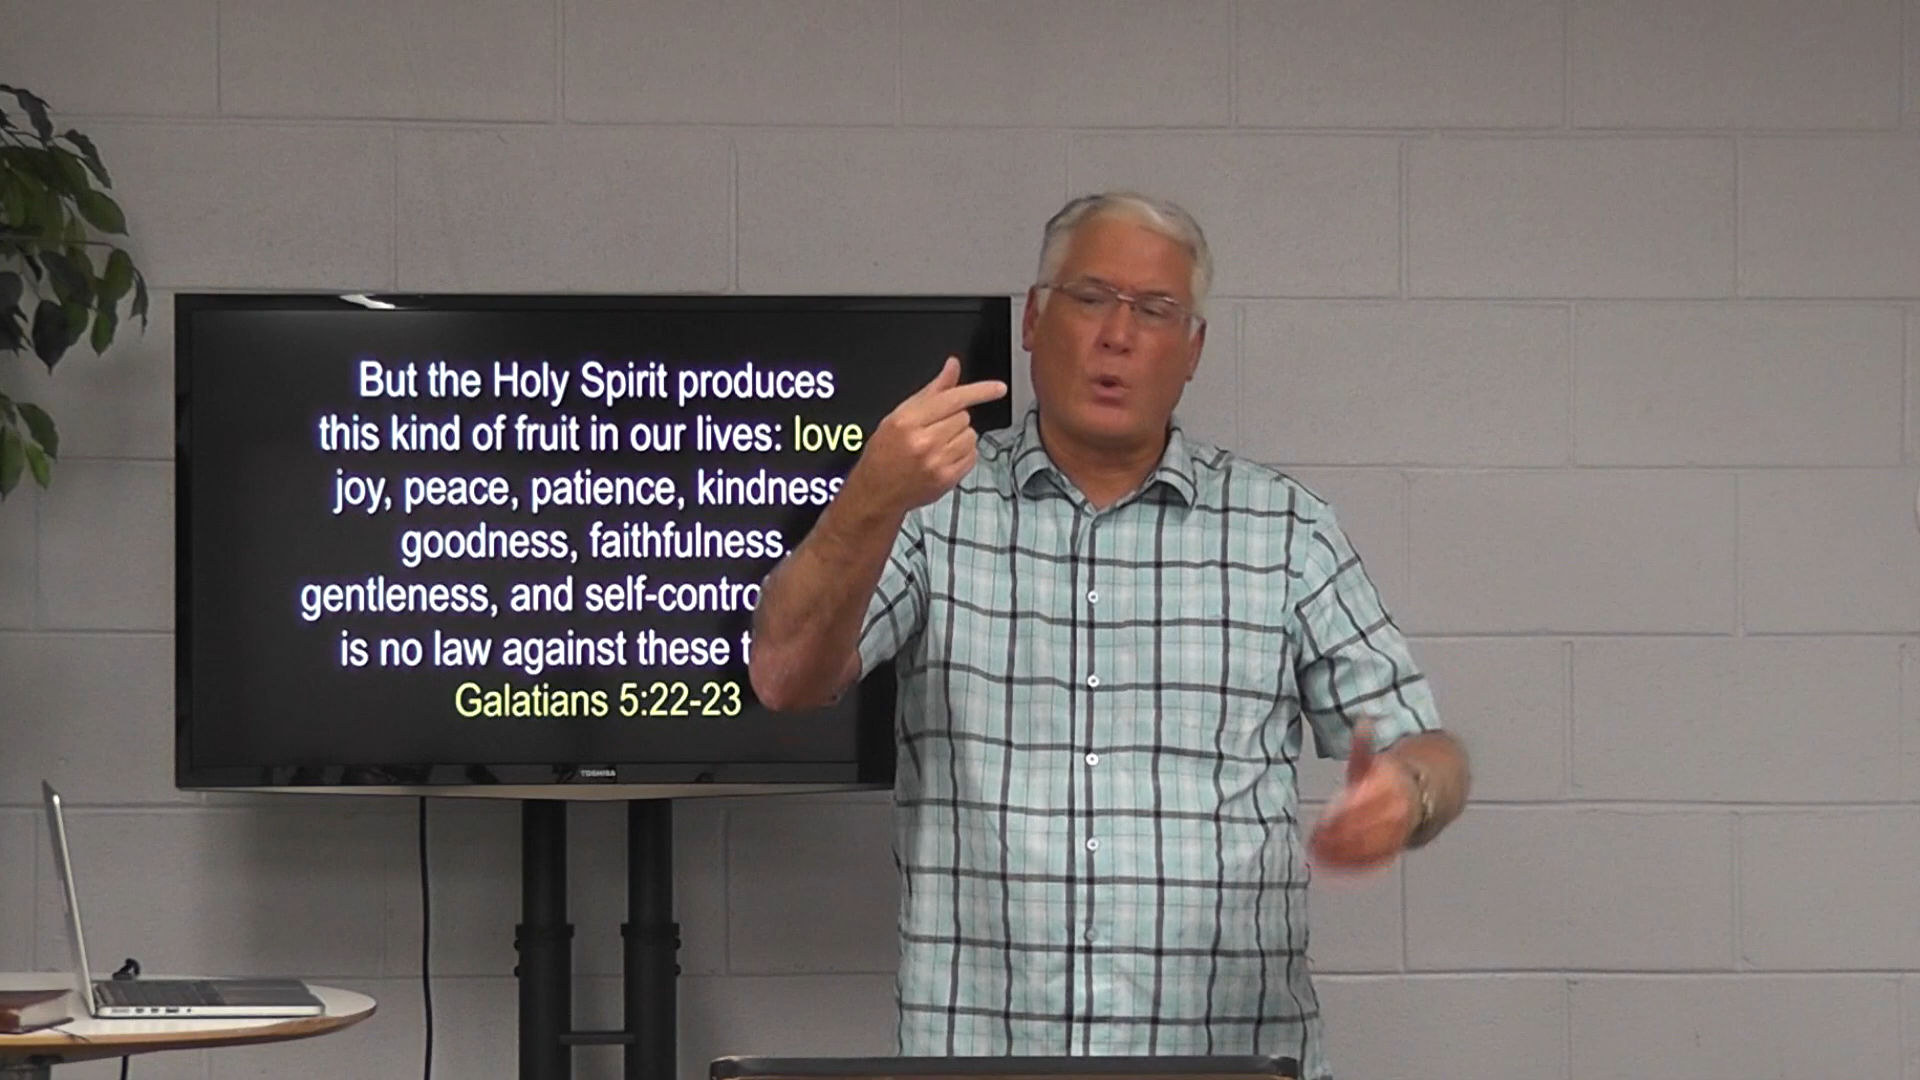 But the Holy Spirit produces
this kind of fruit in our lives: love
joy, peace, patience, kindness
goodness, faithfulness,
gentleness, and self-contro
is no law against these t
Galatians 5:22-23
TOSHIBA